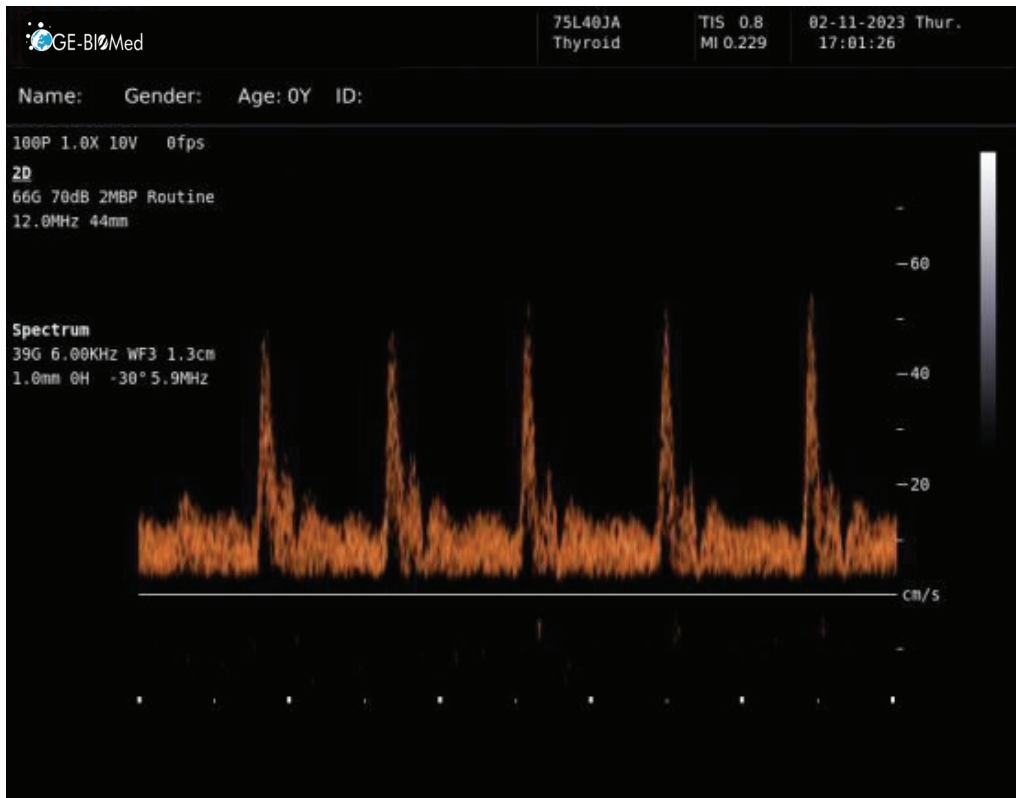 GE-BIOMed
75L40JA TIS 0.8 02-11-2023 Thur.
Thyroid MI 0.229 17:01:26
Name: Gender: Age: 0Y ID:
100P 1.0X 10V 0fps
2D
66G 70dB 2MBP Routine
12.0MHz 44mm
60
Spectrum
39G 6.00KHz WF3 1.3cm
40
1.0mm 0H -30° 5.9MHz
20
cm/s